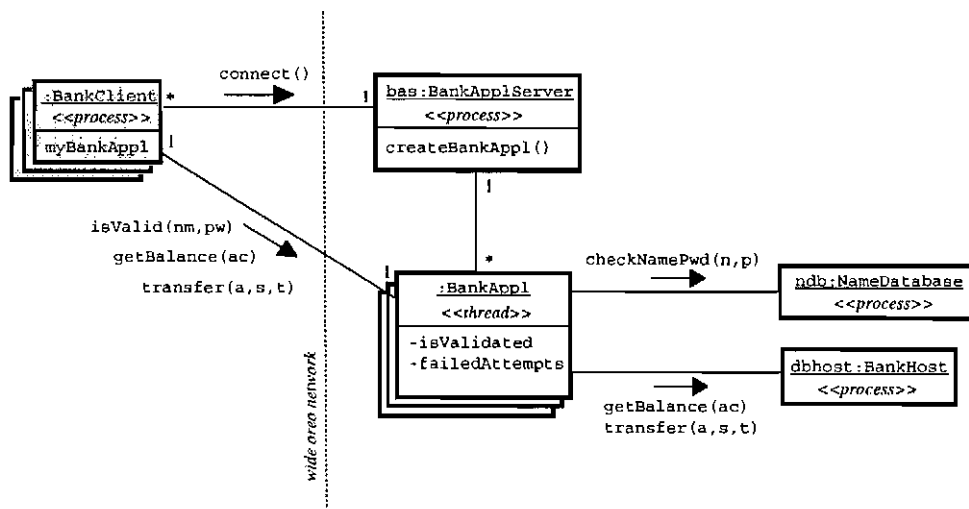 connect()
:BankClient
<<process>>
myBankAppl
*
1
1
bas:BankApplServer
<<process>>
createBankAppl()
1
*
isValid(nm,pw)
getBalance(ac)
transfer(a,s,t)
1
:BankAppl
<<thread>>
-isValidated
-failedAttempts
checkNamePwd(n,p)
ndb:NameDatabase
<<process>>
dbhost:BankHost
<<process>>
getBalance(ac)
transfer(a,s,t)
wide oreo network